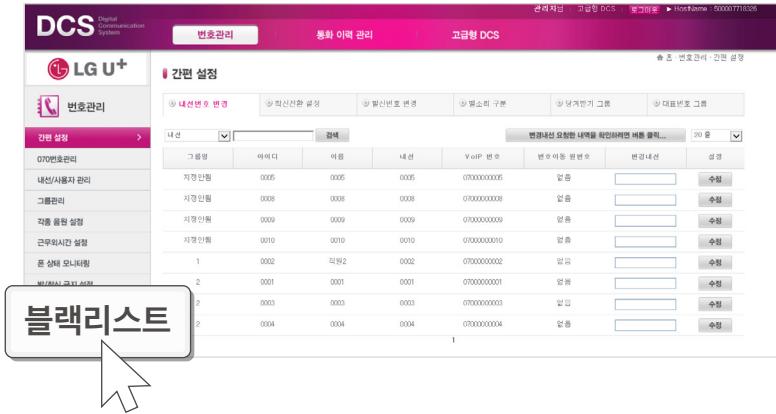 관리자님 | 고급형 DCS | 로그아웃 ▶ HostName : 500007718326
DCS Digital Communication System
번호관리 통화 이력 관리 고급형 DCS
LG U+
홈 · 번호관리 · 간편 설정
간편 설정
번호관리
내선번호 변경 착신전환 설정 발신번호 변경 벨소리 구분 당겨받기 그룹 대표번호 그룹
간편 설정
내선 검색 변경내선 요청한 내역을 확인하려면 버튼 클릭... 20 줄
070번호관리
내선/사용자 관리
그룹관리
각종 음원 설정
근무외시간 설정
폰 상태 모니터링
발/착신 금지 설정
그룹명 아이디 이름 내선 VoIP 번호 번호이동 원번호 변경내선 설정
지정안됨 0005 0005 0005 07000000005 없음 수정
지정안됨 0008 0008 0008 07000000008 없음 수정
지정안됨 0009 0009 0009 07000000009 없음 수정
지정안됨 0010 0010 0010 07000000010 없음 수정
1 0002 직원2 0002 07000000002 없음 수정
2 0001 0001 0001 07000000001 없음 수정
2 0003 0003 0003 07000000003 없음 수정
2 0004 0004 0004 07000000004 없음 수정
1
블랙리스트